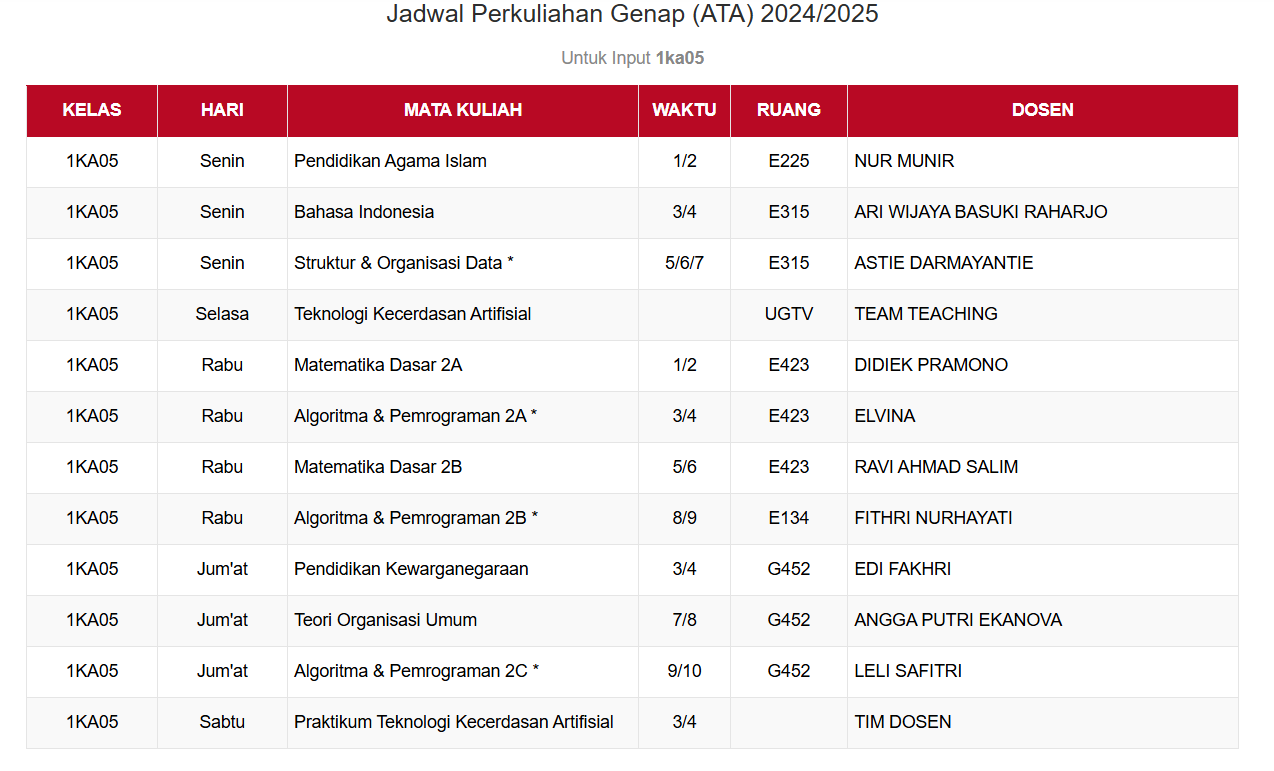 Jadwal Perkuliahan Genap (ATA) 2024/2025
Untuk Input 1ka05
KELAS HARI MATA KULIAH WAKTU RUANG DOSEN
1KA05 Senin Pendidikan Agama Islam 1/2 E225 NUR MUNIR
1KA05 Senin Bahasa Indonesia 3/4 E315 ARI WIJAYA BASUKI RAHARJO
1KA05 Senin Struktur & Organisasi Data * 5/6/7 E315 ASTIE DARMAYANTIE
1KA05 Selasa Teknologi Kecerdasan Artifisial UGTV TEAM TEACHING
1KA05 Rabu Matematika Dasar 2A 1/2 E423 DIDIEK PRAMONO
1KA05 Rabu Algoritma & Pemrograman 2A * 3/4 E423 ELVINA
1KA05 Rabu Matematika Dasar 2B 5/6 E423 RAVI AHMAD SALIM
1KA05 Rabu Algoritma & Pemrograman 2B * 8/9 E134 FITHRI NURHAYATI
1KA05 Jum'at Pendidikan Kewarganegaraan 3/4 G452 EDI FAKHRI
1KA05 Jum'at Teori Organisasi Umum 7/8 G452 ANGGA PUTRI EKANOVA
1KA05 Jum'at Algoritma & Pemrograman 2C * 9/10 G452 LELI SAFITRI
1KA05 Sabtu Praktikum Teknologi Kecerdasan Artifisial 3/4 TIM DOSEN